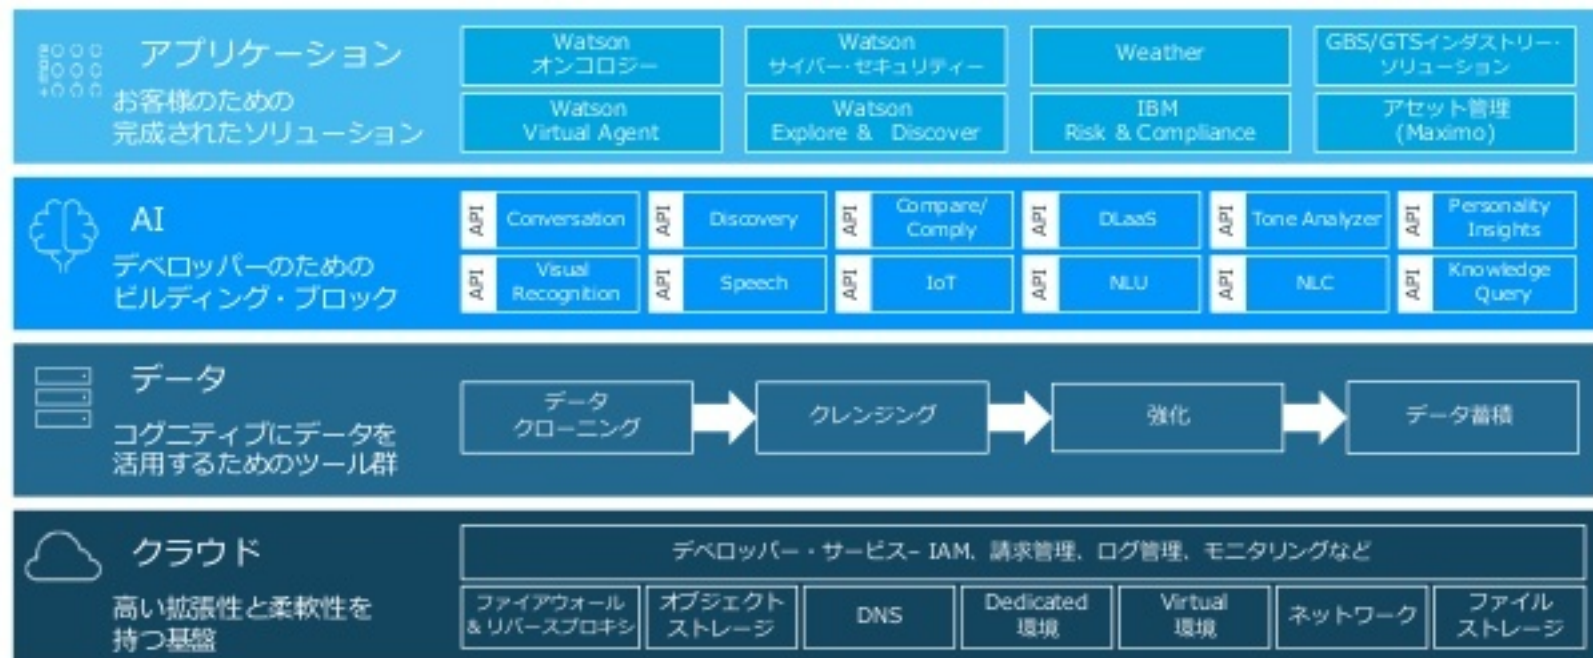 アプリケーション
お客様のための
完成されたソリューション
Watson
オンコロジー
Watson
サイバー・セキュリティー
Weather
GBS/GTSインダストリー・
ソリューション
Watson
Virtual Agent
Watson
Explore & Discover
IBM
Risk & Compliance
アセット管理
(Maximo)
AI
デベロッパーのための
ビルディング・ブロック
API
Conversation
API
Discovery
API
Compare/
Comply
API
DLaaS
API
Tone Analyzer
API
Personality
Insights
API
Visual
Recognition
API
Speech
API
IoT
API
NLU
API
NLC
API
Knowledge
Query
データ
コグニティブにデータを
活用するためのツール群
データ
クローニング
クレンジング
強化
データ蓄積
クラウド
高い拡張性と柔軟性を
持つ基盤
デベロッパー・サービス– IAM、請求管理、ログ管理、モニタリングなど
ファイアウォール
& リバースプロキシ
オブジェクト
ストレージ
DNS
Dedicated
環境
Virtual
環境
ネットワーク
ファイル
ストレージ